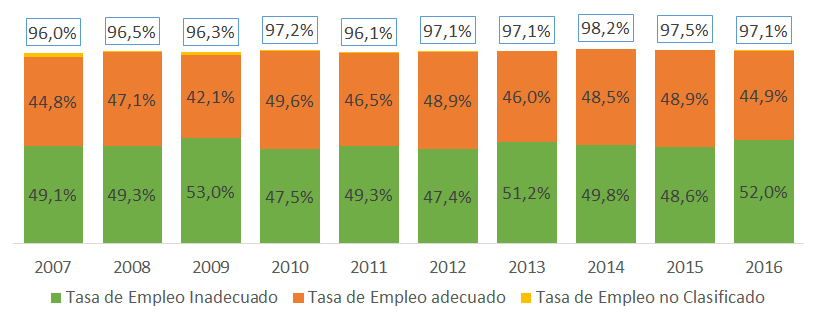 96,0% 96,5% 96,3% 97,2% 96,1% 97,1% 97,1% 98,2% 97,5% 97,1%
44,8% 47,1% 42,1% 49,6% 46,5% 48,9% 46,0% 48,5% 48,9% 44,9%
49,1% 49,3% 53,0% 47,5% 49,3% 47,4% 51,2% 49,8% 48,6% 52,0%
2007 2008 2009 2010 2011 2012 2013 2014 2015 2016
Tasa de Empleo Inadecuado Tasa de Empleo adecuado Tasa de Empleo no Clasificado